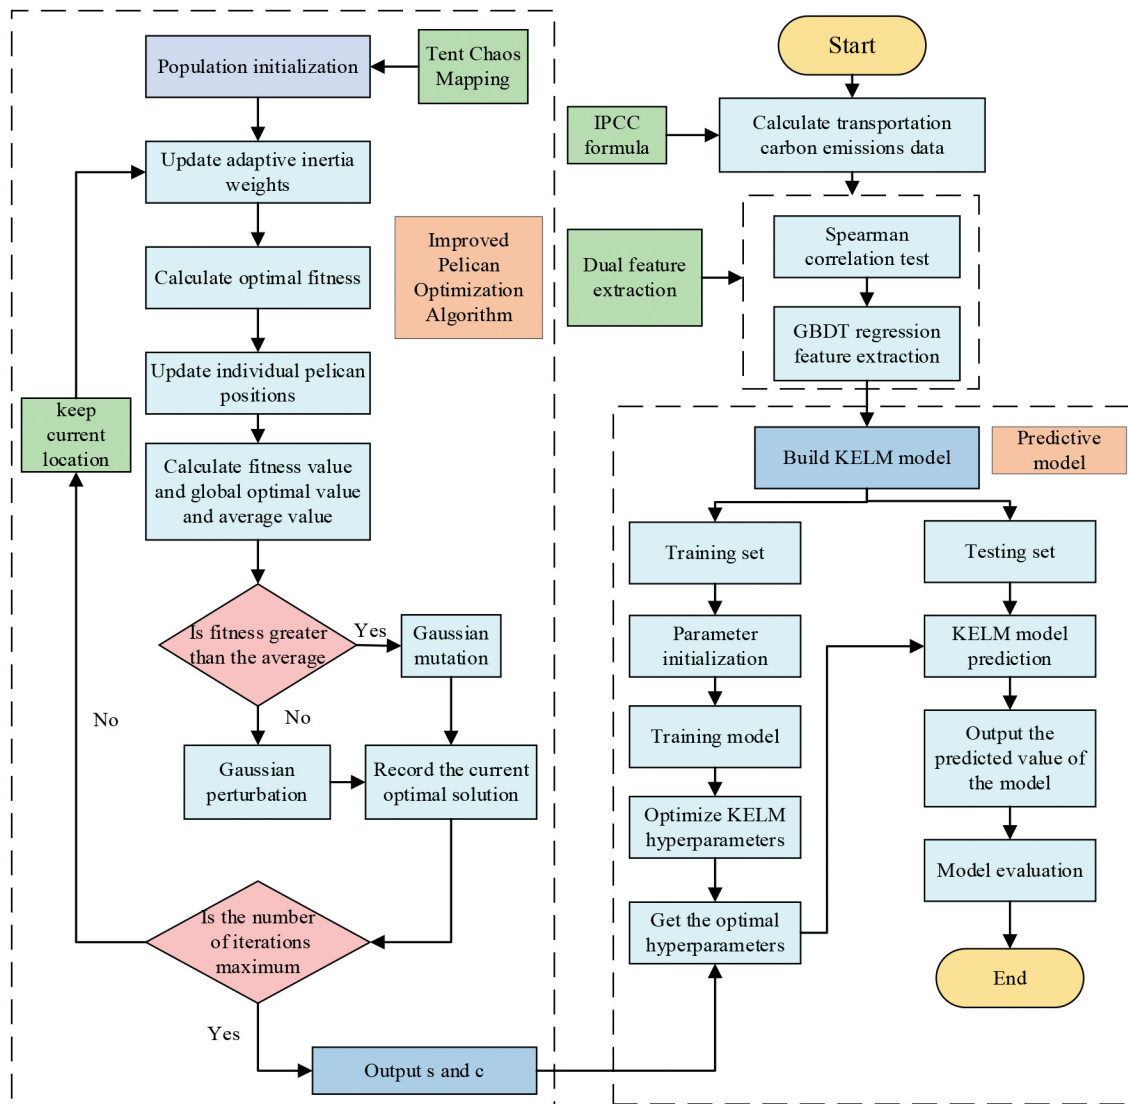 Population initialization
Tent Chaos
Mapping
Update adaptive inertia
weights
Calculate optimal fitness
Improved
Pelican
Optimization
Algorithm
Update individual pelican
positions
keep
current
location
Calculate fitness value
and global optimal value
and average value
Is fitness greater
than the average
Yes
Gaussian
mutation
No
No
Gaussian
perturbation
Record the current
optimal solution
Is the number
of iterations
maximum
Yes
Output s and c
Start
IPCC
formula
Calculate transportation
carbon emissions data
Dual feature
extraction
Spearman
correlation test
GBDT regression
feature extraction
Build KELM model
Predictive
model
Training set
Parameter
initialization
Training model
Optimize KELM
hyperparameters
Get the optimal
hyperparameters
Testing set
KELM model
prediction
Output the
predicted value of
the model
Model evaluation
End